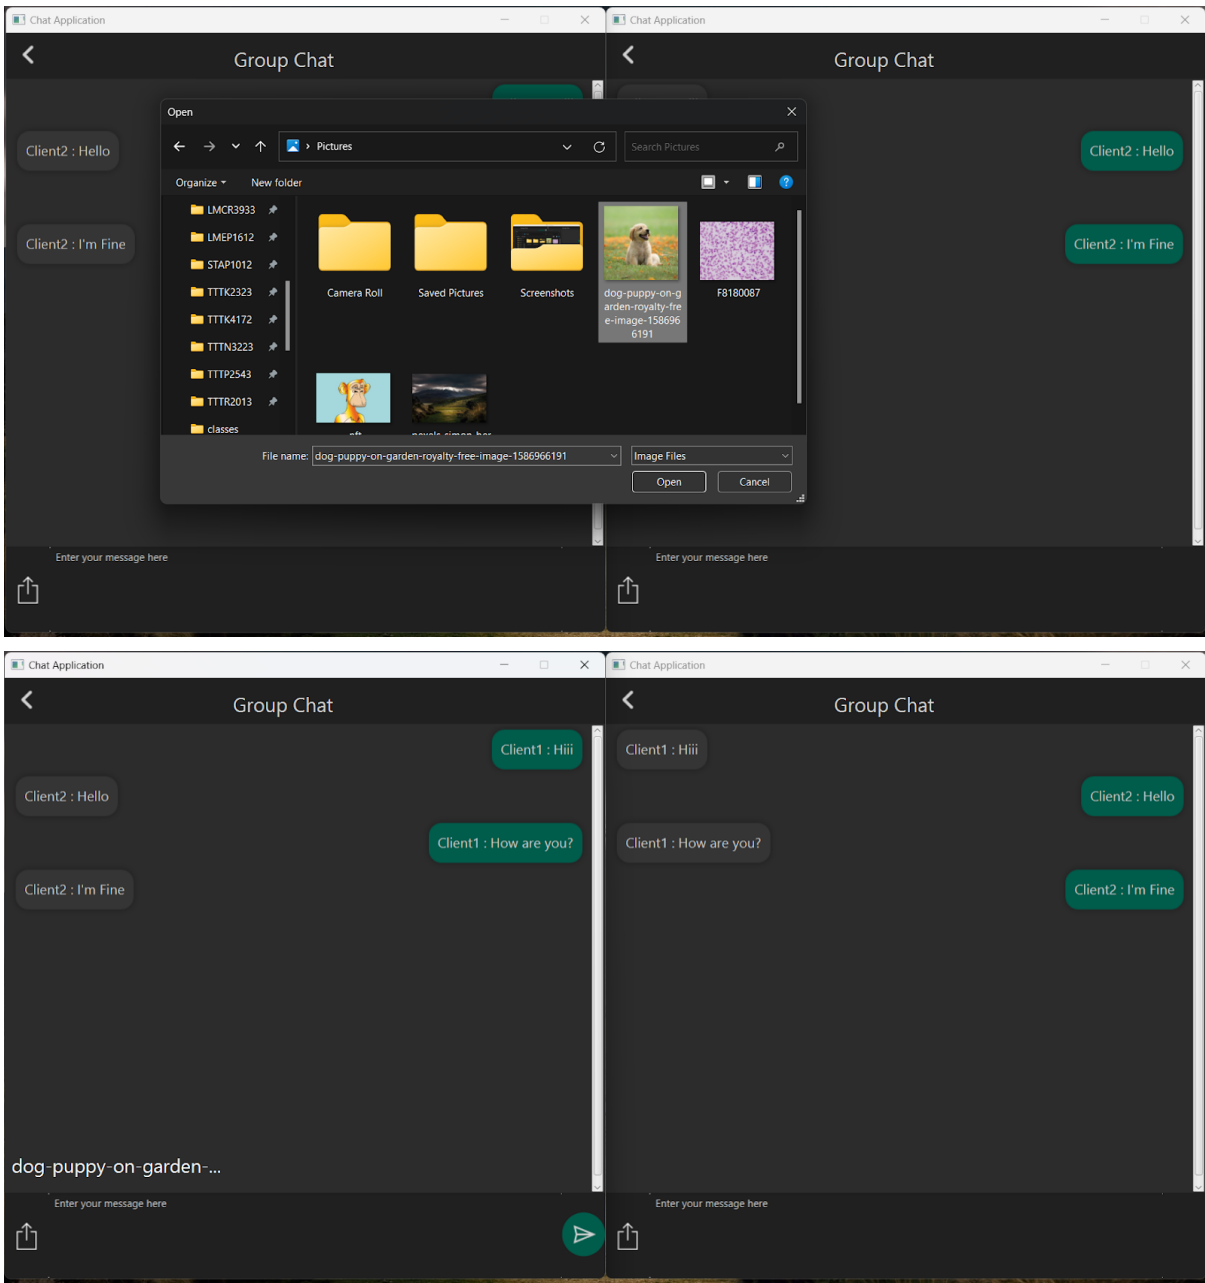 Chat Application
Chat Application
Group Chat
Group Chat
Open
Pictures
Search Pictures
Organize
New folder
LMCR3933
LMEP1612
STAP1012
TTTK2323
TTTK4172
TTTN3223
TTTP2543
TTTR2013
classes
Camera Roll
Saved Pictures
Screenshots
dog-puppy-on-g
arden-royalty-fre
e-image-158696
6191
F8180087
File name:
dog-puppy-on-garden-royalty-free-image-1586966191
Image Files
Open
Cancel
Client2 : Hello
Client2 : I'm Fine
Client2 : Hello
Client2 : I'm Fine
Enter your message here
Enter your message here
Chat Application
Chat Application
Group Chat
Group Chat
Client1 : Hiii
Client2 : Hello
Client1 : How are you?
Client2 : I'm Fine
dog-puppy-on-garden-...
Enter your message here
Client1 : Hiii
Client2 : Hello
Client1 : How are you?
Client2 : I'm Fine
Enter your message here